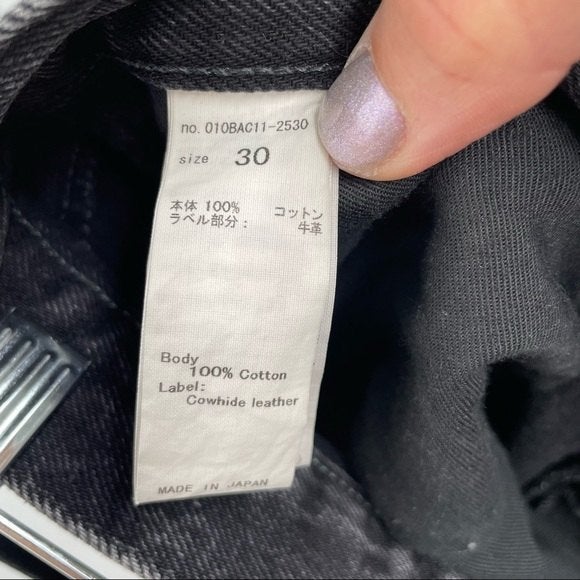 no. 010BAC11-2530
size 30
本体 100% コットン
ラベル部分： 牛革
Body
100% Cotton
Label:
Cowhide leather
MADE IN JAPAN